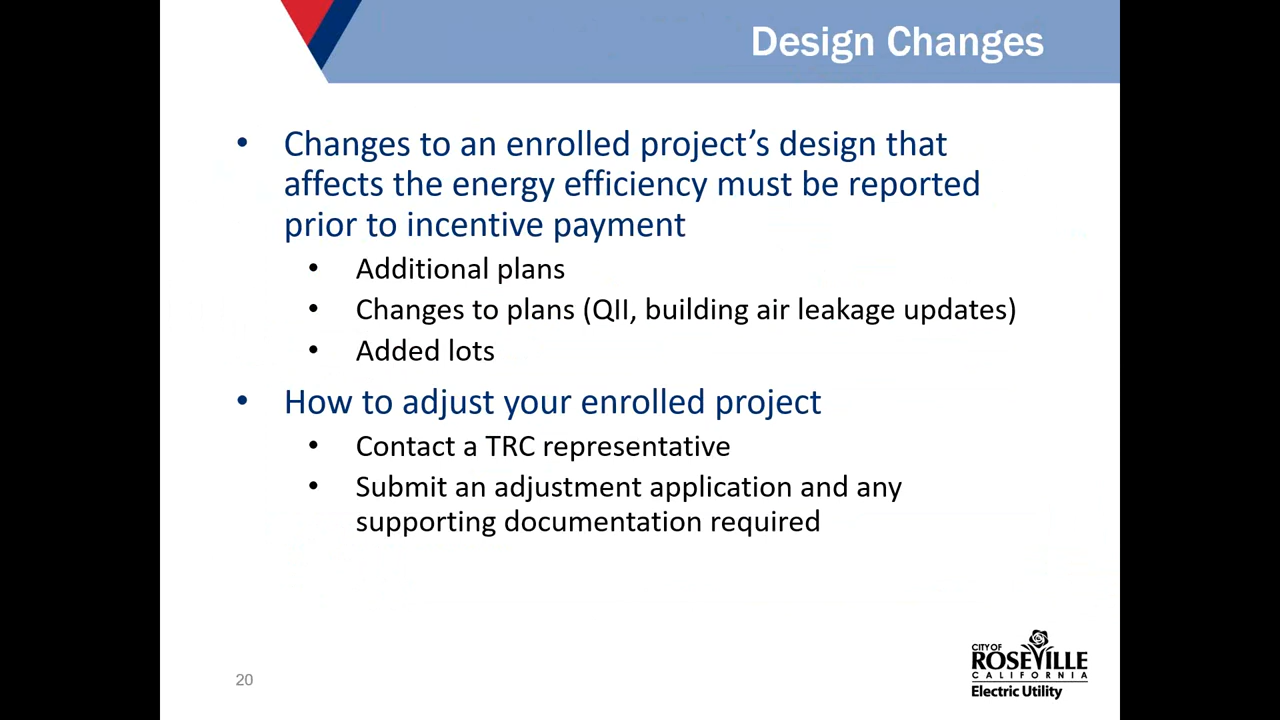 Design Changes
• Changes to an enrolled project’s design that
affects the energy efficiency must be reported
prior to incentive payment
• Additional plans
• Changes to plans (QII, building air leakage updates)
• Added lots
• How to adjust your enrolled project
• Contact a TRC representative
• Submit an adjustment application and any
supporting documentation required
20
CITY OF
ROSEVILLE
CALIFORNIA
Electric Utility